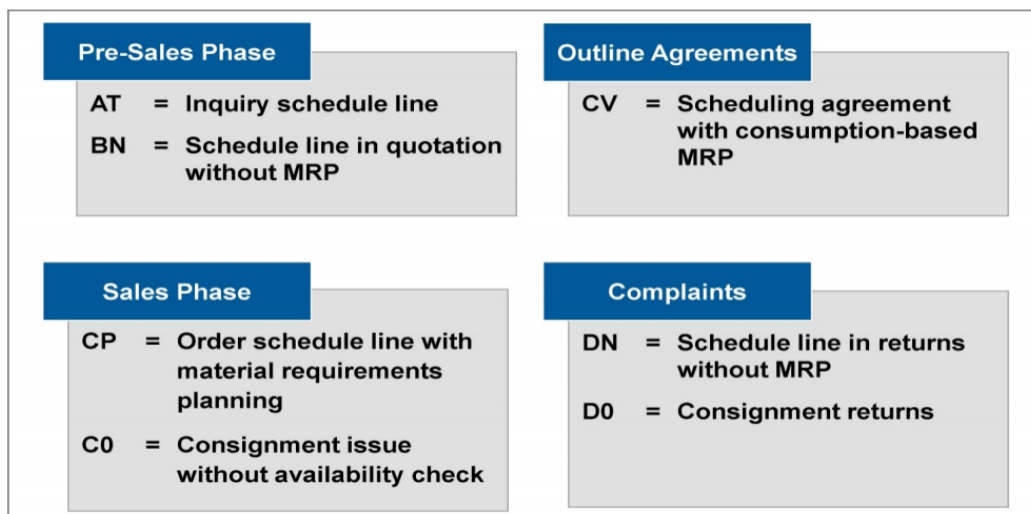 Pre-Sales Phase
AT = Inquiry schedule line
BN = Schedule line in quotation
without MRP
Outline Agreements
CV = Scheduling agreement
with consumption-based
MRP
Sales Phase
CP = Order schedule line with
material requirements
planning
C0 = Consignment issue
without availability check
Complaints
DN = Schedule line in returns
without MRP
D0 = Consignment returns